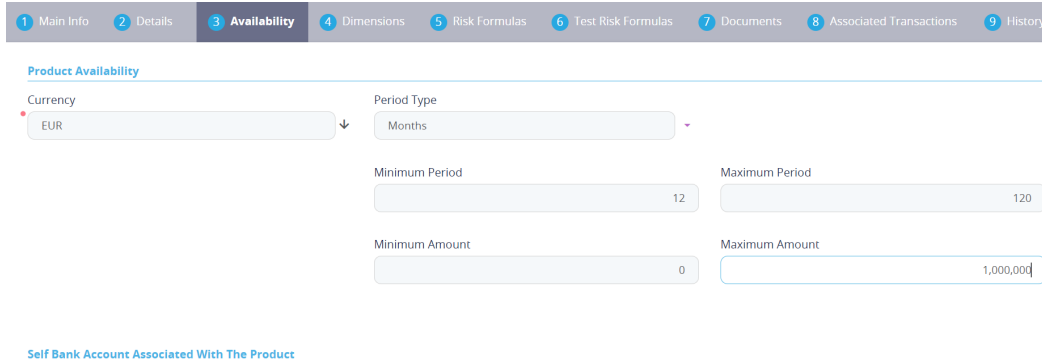 1 Main Info 2 Details 3 Availability 4 Dimensions 5 Risk Formulas 6 Test Risk Formulas 7 Documents 8 Associated Transactions 9 History
Product Availability
Currency Period Type
EUR Months
Minimum Period Maximum Period
12 120
Minimum Amount Maximum Amount
0 1,000,000
Self Bank Account Associated With The Product